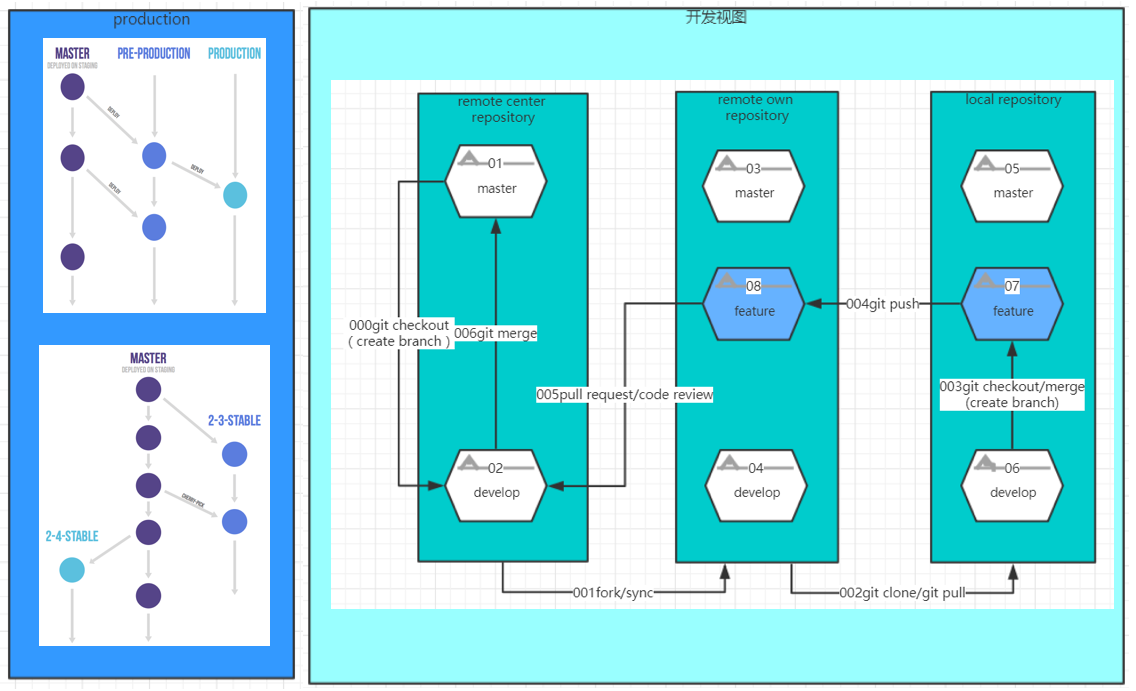 production
MASTER
DEPLOYED ON STAGING
PRE-PRODUCTION
PRODUCTION
DEPLOY
DEPLOY
DEPLOY
MASTER
DEPLOYED ON STAGING
2-3-STABLE
CHERRY-PICK
2-4-STABLE
开发视图
remote center
repository
01
master
000git checkout
( create branch )
006git merge
02
develop
remote own
repository
03
master
08
feature
005pull request/code review
04
develop
local repository
05
master
07
feature
004git push
003git checkout/merge
(create branch)
06
develop
001fork/sync
002git clone/git pull